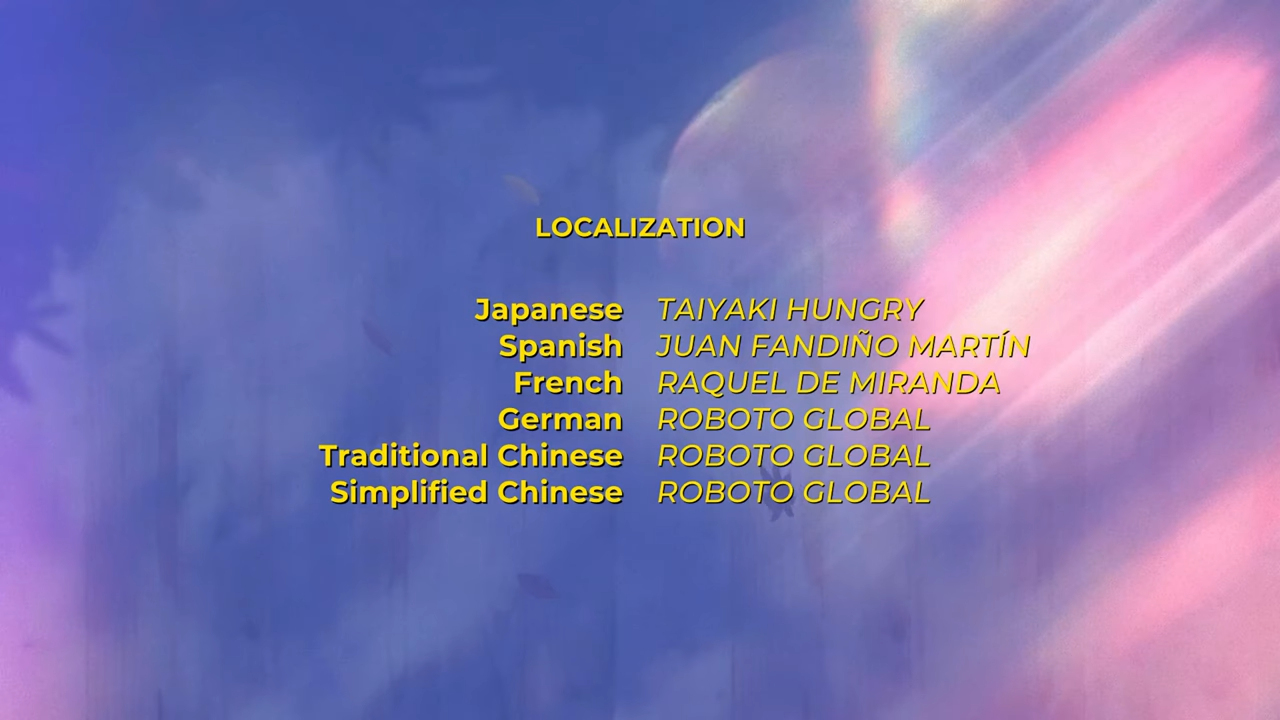 LOCALIZATION
Japanese TAIYAKI HUNGRY
Spanish JUAN FANDIÑO MARTÍN
French RAQUEL DE MIRANDA
German ROBOTO GLOBAL
Traditional Chinese ROBOTO GLOBAL
Simplified Chinese ROBOTO GLOBAL